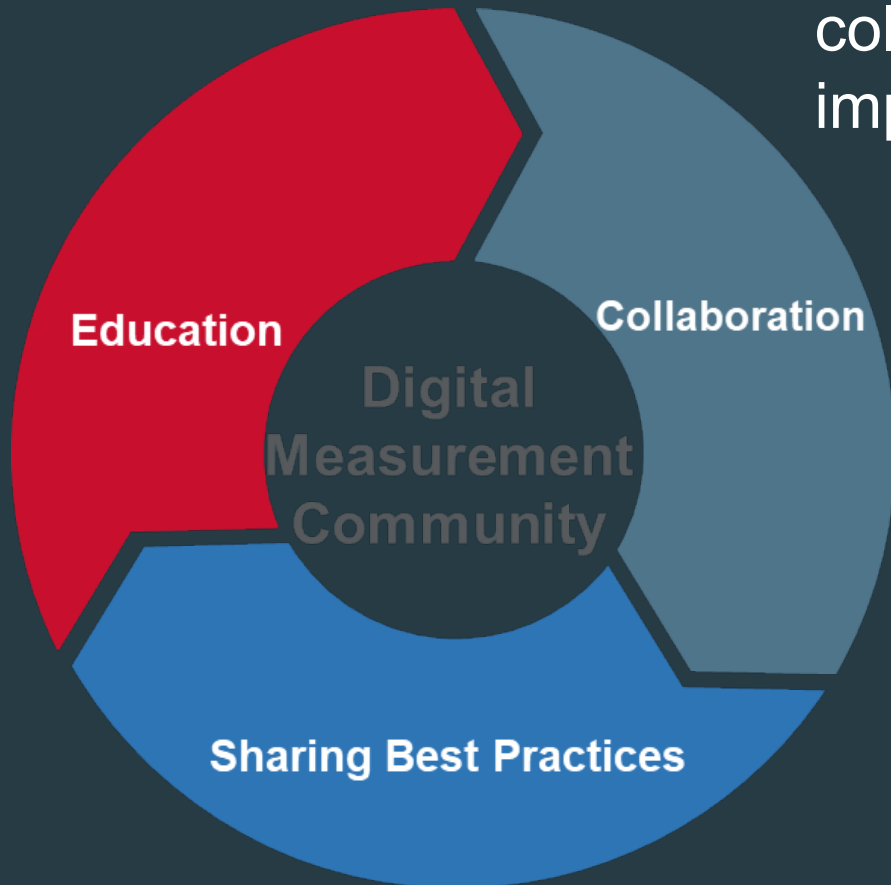 Education
Collaboration
Digital
Measurement
Community
Sharing Best Practices